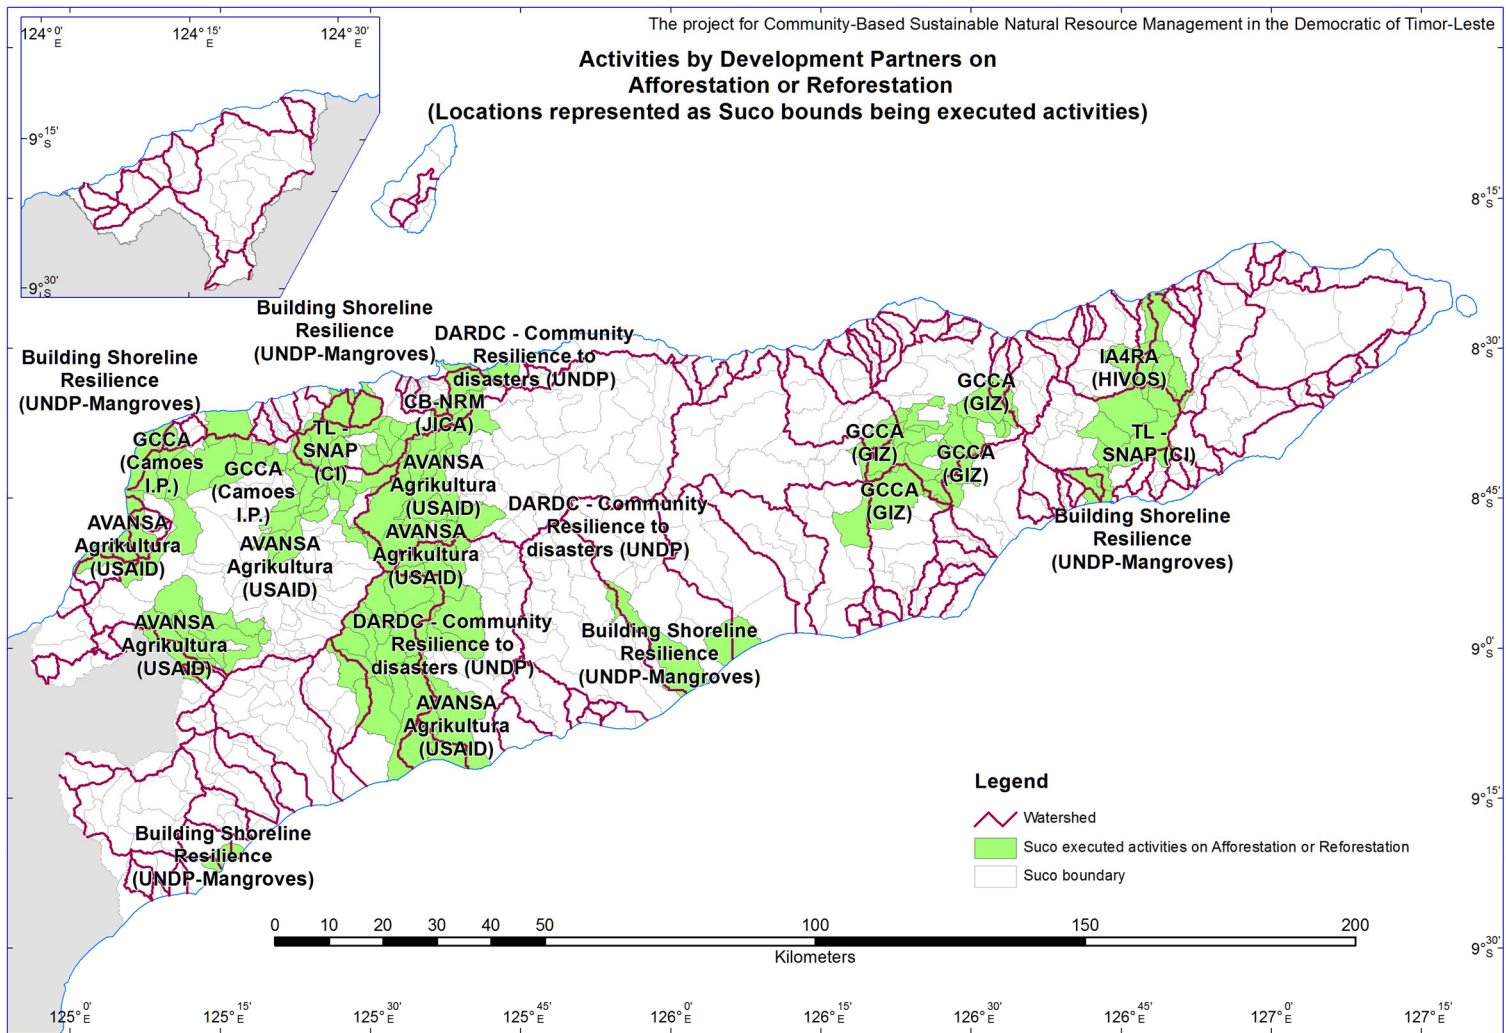 The project for Community-Based Sustainable Natural Resource Management in the Democratic of Timor-Leste
Activities by Development Partners on
Afforestation or Reforestation
(Locations represented as Suco bounds being executed activities)
124° 0' E
124° 15' E
124° 30' E
9° 15' S
9° 30' S
8° 15' S
8° 30' S
8° 45' S
9° 0' S
9° 15' S
9° 30' S
Building Shoreline
Resilience
(UNDP-Mangroves)
Building Shoreline
Resilience
(UNDP-Mangroves)
DARDC - Community
Resilience to
disasters (UNDP)
CB-NRM
(JICA)
TL -
SNAP
(CI)
GCCA
(Camoes
I.P.)
GCCA
(Camoes
I.P.)
AVANSA
Agrikultura
(USAID)
AVANSA
Agrikultura
(USAID)
AVANSA
Agrikultura
(USAID)
AVANSA
Agrikultura
(USAID)
AVANSA
Agrikultura
(USAID)
DARDC - Community
Resilience to
disasters (UNDP)
DARDC - Community
Resilience to
disasters (UNDP)
AVANSA
Agrikultura
(USAID)
Building Shoreline
Resilience
(UNDP-Mangroves)
Building Shoreline
Resilience
(UNDP-Mangroves)
GCCA
(GIZ)
GCCA
(GIZ)
GCCA
(GIZ)
GCCA
(GIZ)
IA4RA
(HIVOS)
TL -
SNAP (CI)
Building Shoreline
Resilience
(UNDP-Mangroves)
Legend
Watershed
Suco executed activities on Afforestation or Reforestation
Suco boundary
0 10 20 30 40 50 100 150 200
Kilometers
125° 0' E
125° 15' E
125° 30' E
125° 45' E
126° 0' E
126° 15' E
126° 30' E
126° 45' E
127° 0' E
127° 15' E